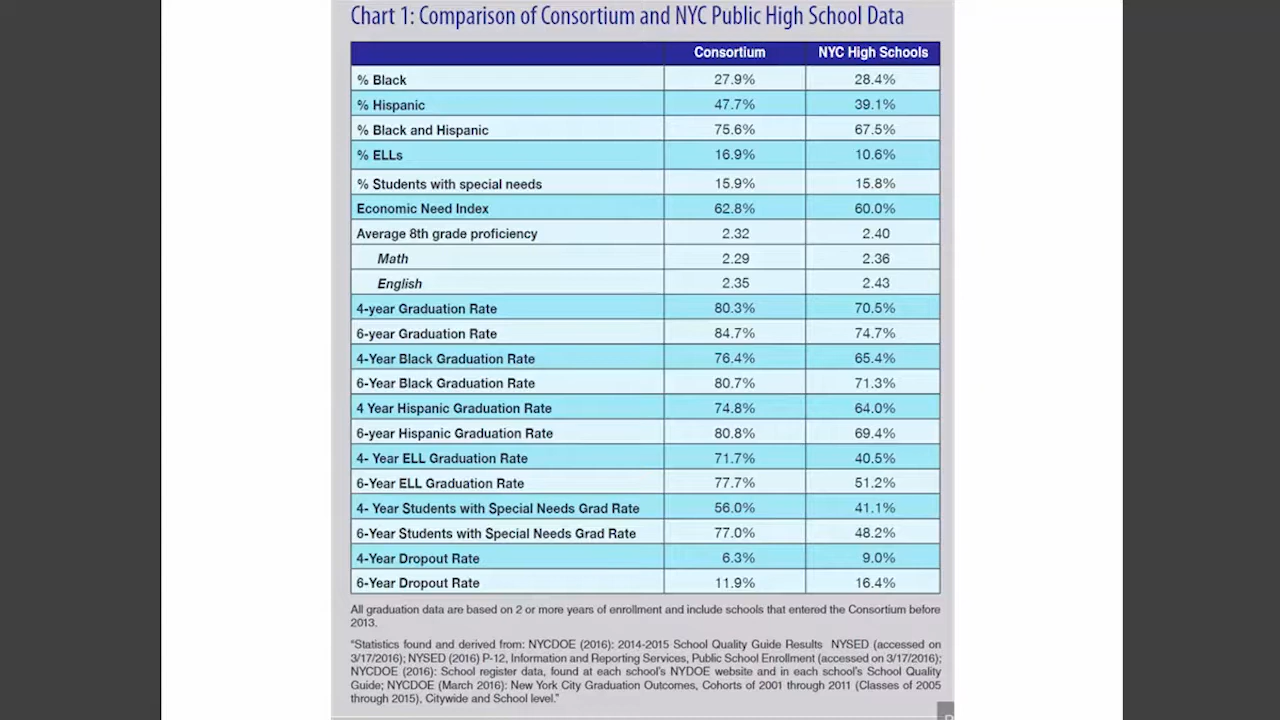 Chart 1: Comparison of Consortium and NYC Public High School Data
Consortium NYC High Schools
% Black 27.9% 28.4%
% Hispanic 47.7% 39.1%
% Black and Hispanic 75.6% 67.5%
% ELLs 16.9% 10.6%
% Students with special needs 15.9% 15.8%
Economic Need Index 62.8% 60.0%
Average 8th grade proficiency 2.32 2.40
Math 2.29 2.36
English 2.35 2.43
4-year Graduation Rate 80.3% 70.5%
6-year Graduation Rate 84.7% 74.7%
4-Year Black Graduation Rate 76.4% 65.4%
6-Year Black Graduation Rate 80.7% 71.3%
4 Year Hispanic Graduation Rate 74.8% 64.0%
6-year Hispanic Graduation Rate 80.8% 69.4%
4- Year ELL Graduation Rate 71.7% 40.5%
6-Year ELL Graduation Rate 77.7% 51.2%
4- Year Students with Special Needs Grad Rate 56.0% 41.1%
6-Year Students with Special Needs Grad Rate 77.0% 48.2%
4-Year Dropout Rate 6.3% 9.0%
6-Year Dropout Rate 11.9% 16.4%
All graduation data are based on 2 or more years of enrollment and include schools that entered the Consortium before
2013.
"Statistics found and derived from: NYCDOE (2016): 2014-2015 School Quality Guide Results NYSED (accessed on
3/17/2016); NYSED (2016) P-12, Information and Reporting Services, Public School Enrollment (accessed on 3/17/2016);
NYCDOE (2016): School register data, found at each school's NYDOE website and in each school's School Quality
Guide; NYCDOE (March 2016): New York City Graduation Outcomes, Cohorts of 2001 through 2011 (Classes of 2005
through 2015), Citywide and School level."